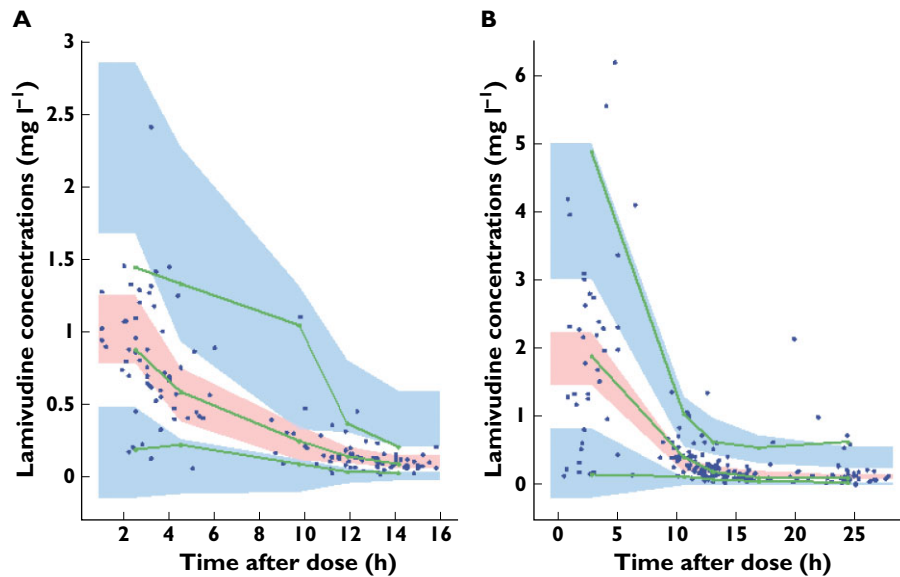 A
Lamivudine concentrations (mg l⁻¹)
3
2.5
2
1.5
1
0.5
0
2 4 6 8 10 12 14 16
Time after dose (h)
B
Lamivudine concentrations (mg l⁻¹)
6
5
4
3
2
1
0
0 5 10 15 20 25
Time after dose (h)